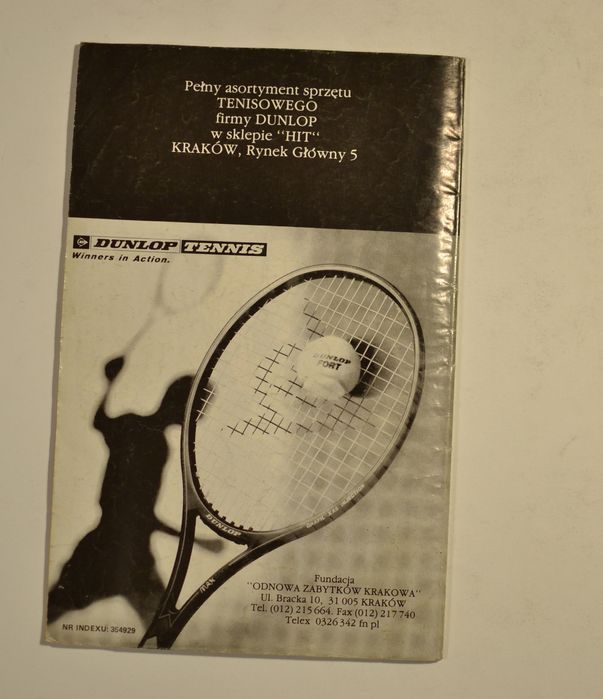 Pełny asortyment sprzętu
TENISOWEGO
firmy DUNLOP
w sklepie "HIT"
KRAKÓW, Rynek Główny 5
DUNLOP TENNIS
Winners in Action.
DUNLOP
FORT
DUNLOP
MAX
Fundacja
"ODNOWA ZABYTKÓW KRAKOWA"
Ul. Bracka 10, 31 005 KRAKÓW
Tel. (012) 215 664. Fax (012) 217 740
Telex 0326 342 fn pl
NR INDEXU: 354929